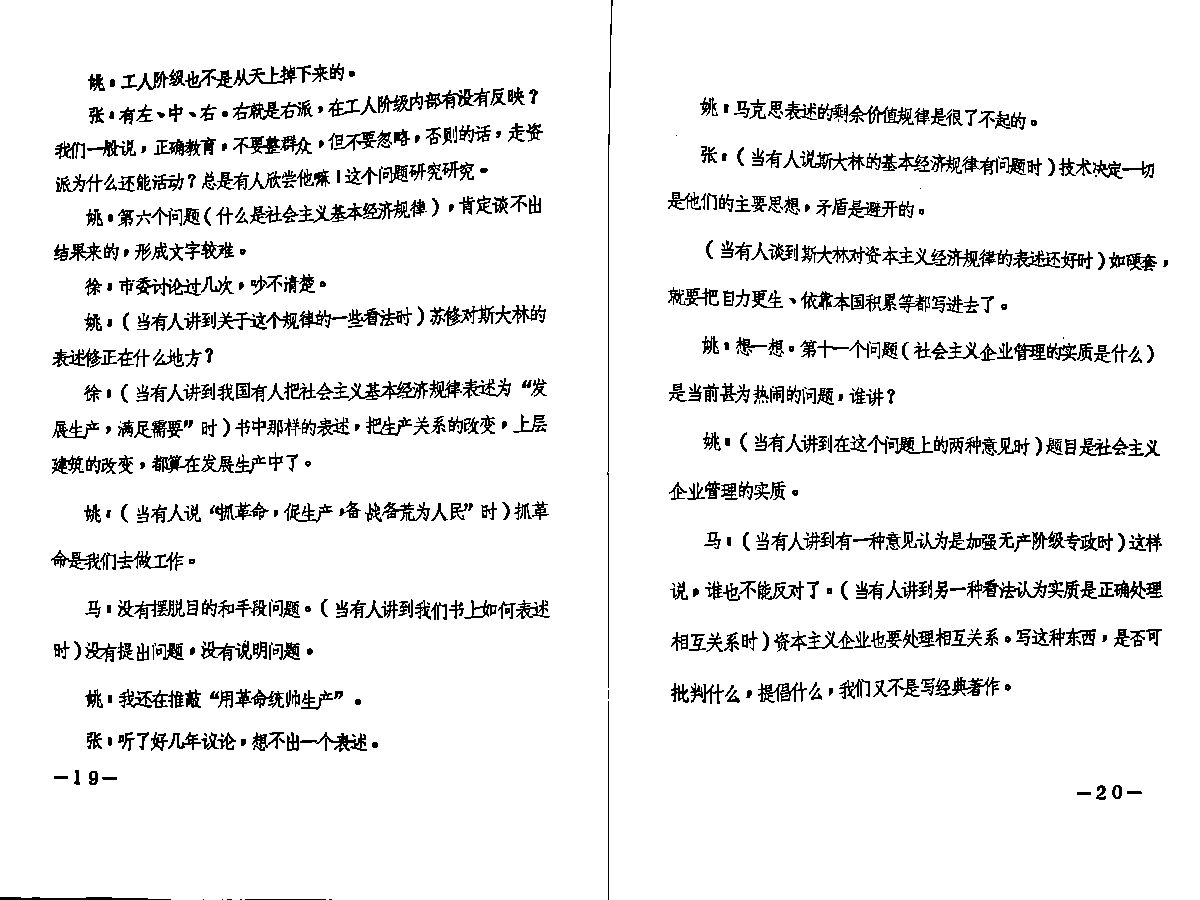 姚：工人阶级也不是从天上掉下来的。
张：有左、中、右。右就是右派，在工人阶级内部有没有反映？
我们一般说，正确教育，不要整群众，但不要忽略，否则的话，走资
派为什么还能活动？总是有人欣尝他嘛！这个问题研究研究。
姚：第六个问题（什么是社会主义基本经济规律），肯定谈不出
结果来的，形成文字较难。
徐：市委讨论过几次，吵不清楚。
姚：（当有人讲到关于这个规律的一些看法时）苏修对斯大林的
表述修正在什么地方？
徐：（当有人讲到我国有人把社会主义基本经济规律表述为“发
展生产，满足需要”时）书中那样的表述，把生产关系的改变，上层
建筑的改变，都算在发展生产中了。
姚：（当有人说“抓革命，促生产，备战备荒为人民”时）抓革
命是我们去做工作。
马：没有摆脱目的和手段问题。（当有人讲到我们书上如何表述
时）没有提出问题，没有说明问题。
姚：我还在推敲“用革命统帅生产”。
张：听了好几年议论，想不出一个表述。
—19—
姚：马克思表述的剩余价值规律是很了不起的。
张：（当有人说斯大林的基本经济规律有问题时）技术决定一切
是他们的主要思想，矛盾是避开的。
（当有人谈到斯大林对资本主义经济规律的表述还好时）如硬套，
就要把自力更生、依靠本国积累等都写进去了。
姚：想一想。第十一个问题（社会主义企业管理的实质是什么）
是当前甚为热闹的问题，谁讲？
姚：（当有人讲到在这个问题上的两种意见时）题目是社会主义
企业管理的实质。
马：（当有人讲到有一种意见认为是加强无产阶级专政时）这样
说，谁也不能反对了。（当有人讲到另一种看法认为实质是正确处理
相互关系时）资本主义企业也要处理相互关系。写这种东西，是否可
批判什么，提倡什么，我们又不是写经典著作。
—20—